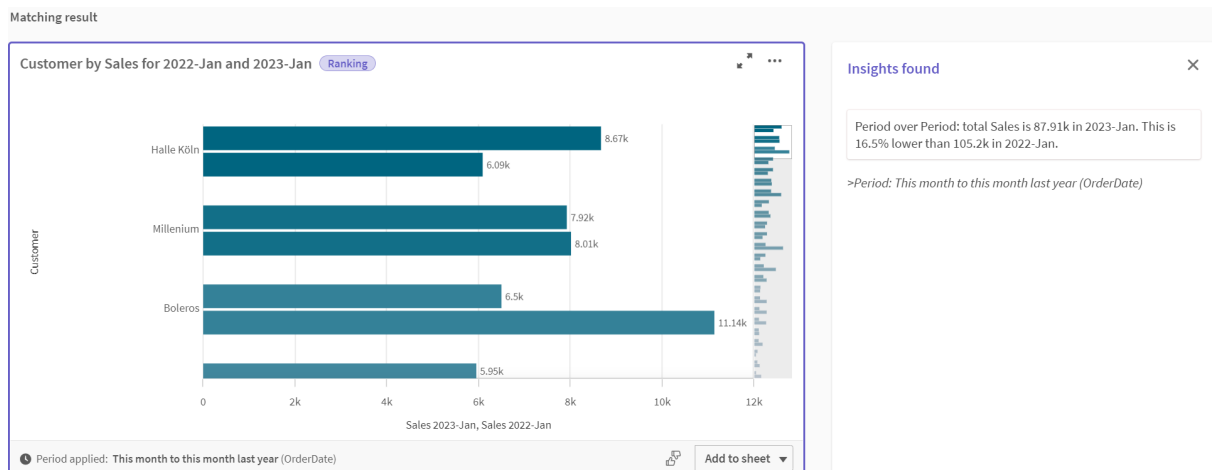 Matching result
Customer by Sales for 2022-Jan and 2023-Jan Ranking
Halle Köln
8.67k
6.09k
Millenium
7.92k
8.01k
Boleros
6.5k
11.14k
5.95k
Customer
0 2k 4k 6k 8k 10k 12k
Sales 2023-Jan, Sales 2022-Jan
Period applied: This month to this month last year (OrderDate)
Add to sheet
Insights found
Period over Period: total Sales is 87.91k in 2023-Jan. This is
16.5% lower than 105.2k in 2022-Jan.
>Period: This month to this month last year (OrderDate)